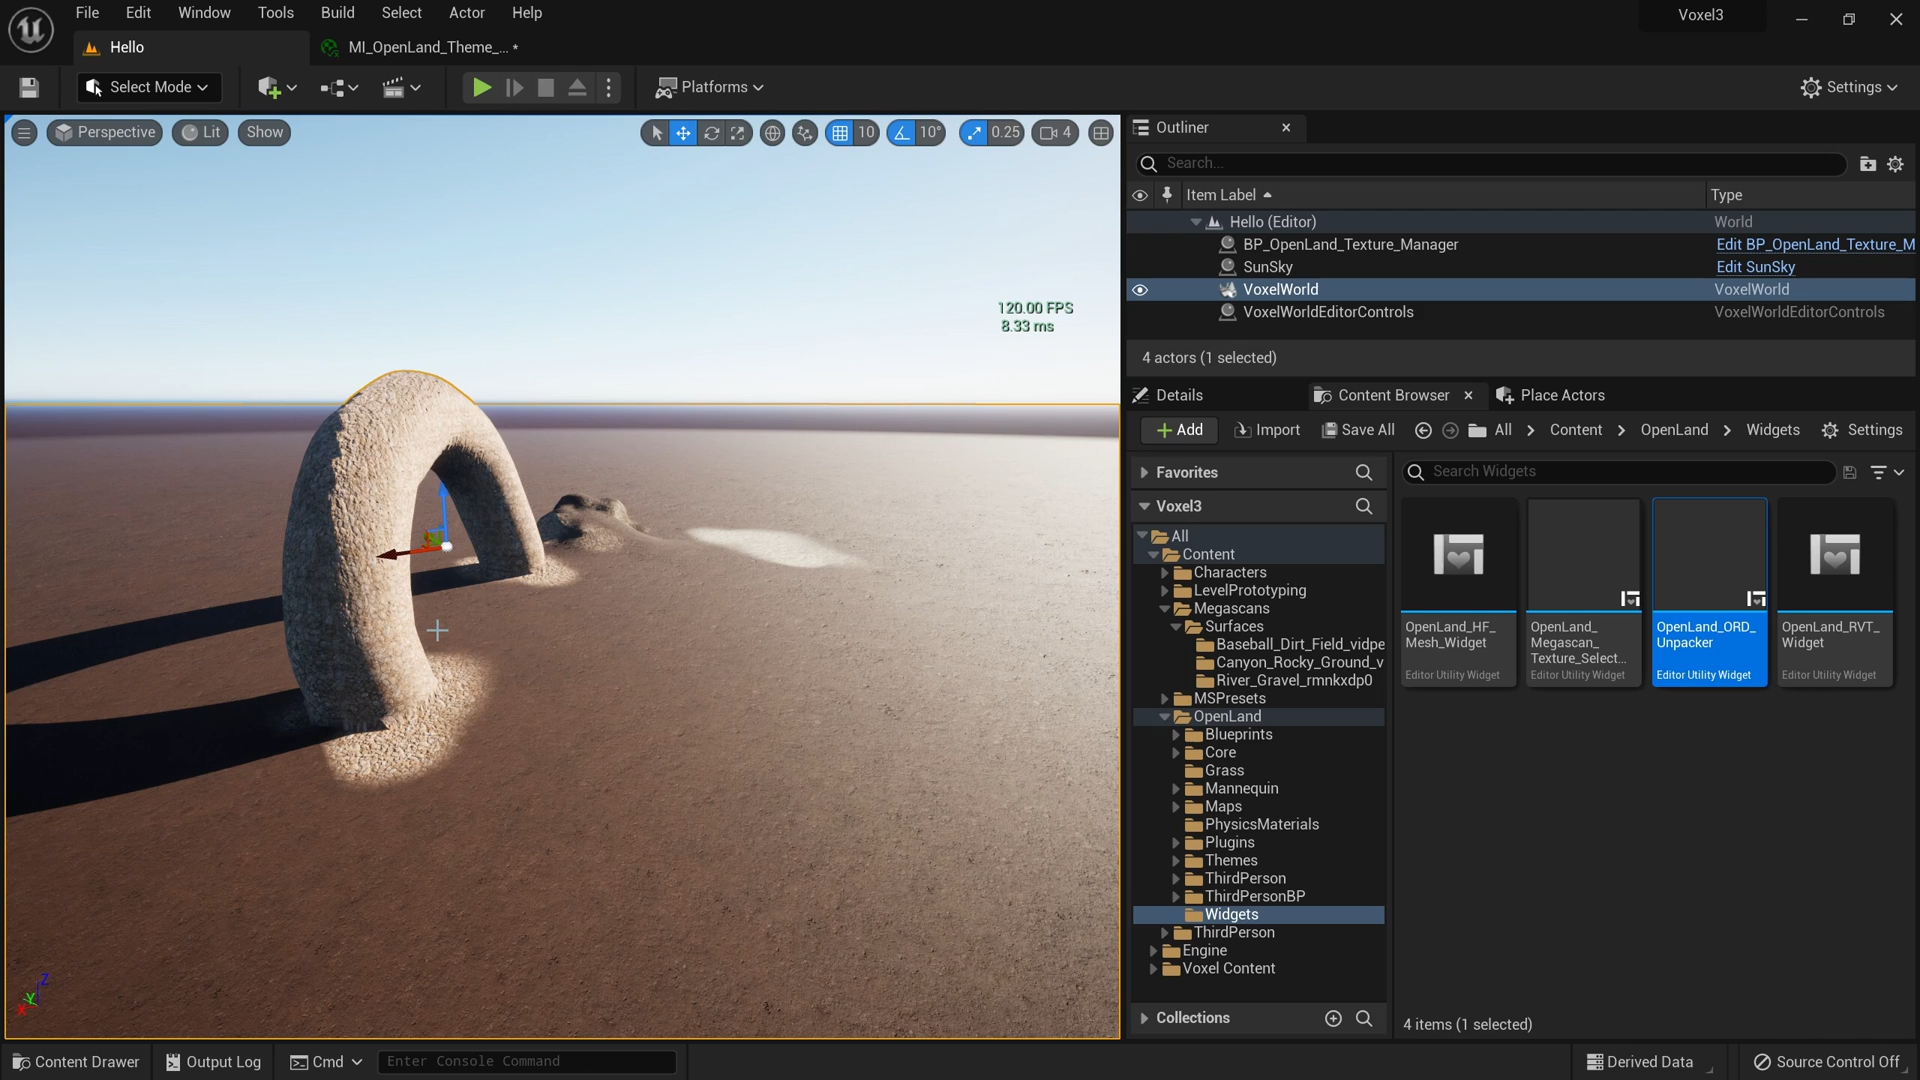 File Edit Window Tools Build Select Actor Help Voxel3
Hello MI_OpenLand_Theme_... *
Select Mode Platforms Settings
Perspective Lit Show 10 10° 0.25 4
120.00 FPS
8.33 ms
Z
Y
X
Outliner
Search...
Item Label Type
Hello (Editor) World
BP_OpenLand_Texture_Manager Edit BP_OpenLand_Texture_M
SunSky Edit SunSky
VoxelWorld VoxelWorld
VoxelWorldEditorControls VoxelWorldEditorControls
4 actors (1 selected)
Details Content Browser Place Actors
Add Import Save All All Content OpenLand Widgets Settings
Favorites
Voxel3
All
Content
Characters
LevelPrototyping
Megascans
Surfaces
Baseball_Dirt_Field_vidpe
Canyon_Rocky_Ground_v
River_Gravel_rmnkxdp0
MSPresets
OpenLand
Blueprints
Core
Grass
Mannequin
Maps
PhysicsMaterials
Plugins
Themes
ThirdPerson
ThirdPersonBP
Widgets
ThirdPerson
Engine
Voxel Content
Collections
Search Widgets
OpenLand_HF_
Mesh_Widget
Editor Utility Widget
OpenLand_
Megascan_
Texture_Select...
Editor Utility Widget
OpenLand_ORD_
Unpacker
Editor Utility Widget
OpenLand_RVT_
Widget
Editor Utility Widget
4 items (1 selected)
Content Drawer Output Log Cmd Enter Console Command Derived Data Source Control Off